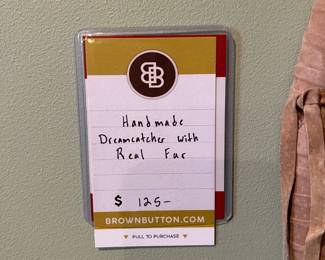 BB
Handmade
Dreamcatcher with
Real Fur
$ 125-
BROWNBUTTON.COM
PULL TO PURCHASE